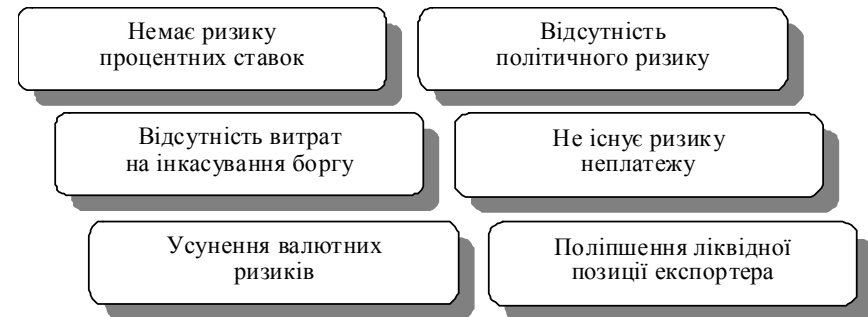 Немає ризику
процентних ставок
Відсутність
політичного ризику
Відсутність витрат
на інкасування боргу
Не існує ризику
неплатежу
Усунення валютних
ризиків
Поліпшення ліквідної
позиції експортера